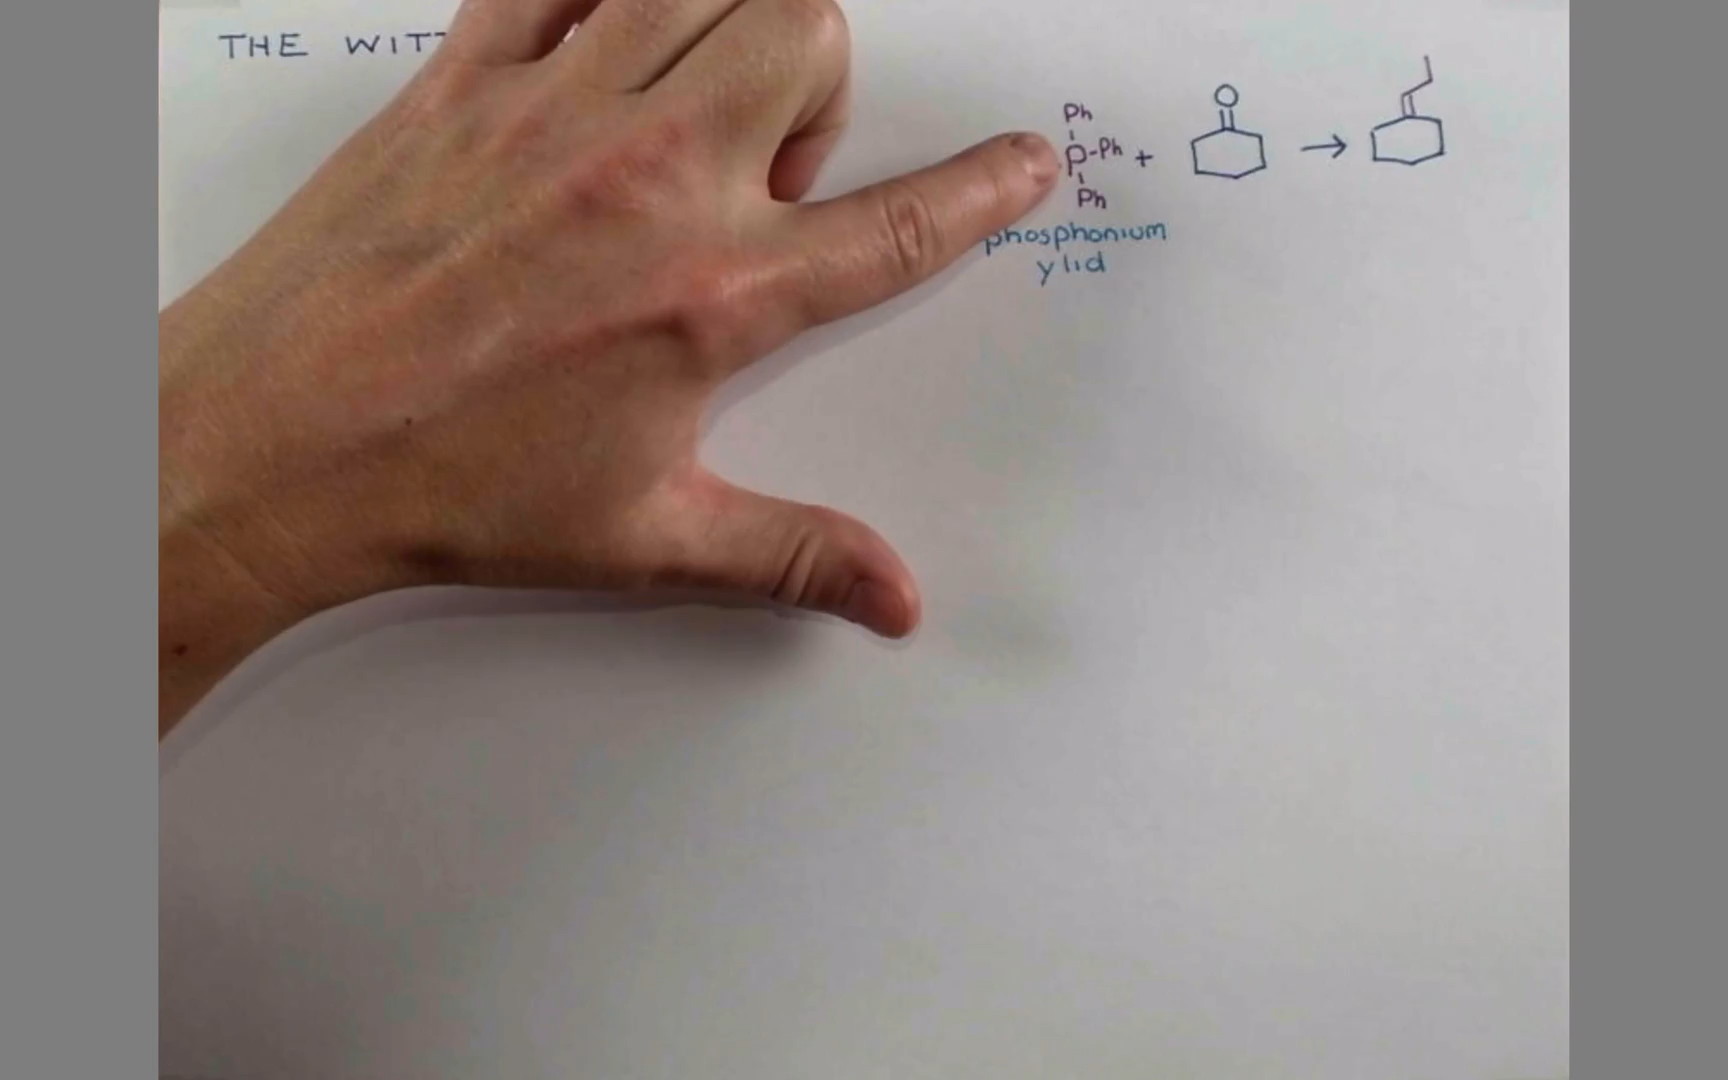 THE WIT
Ph
P-Ph +
Ph
O
phosphonium
ylid